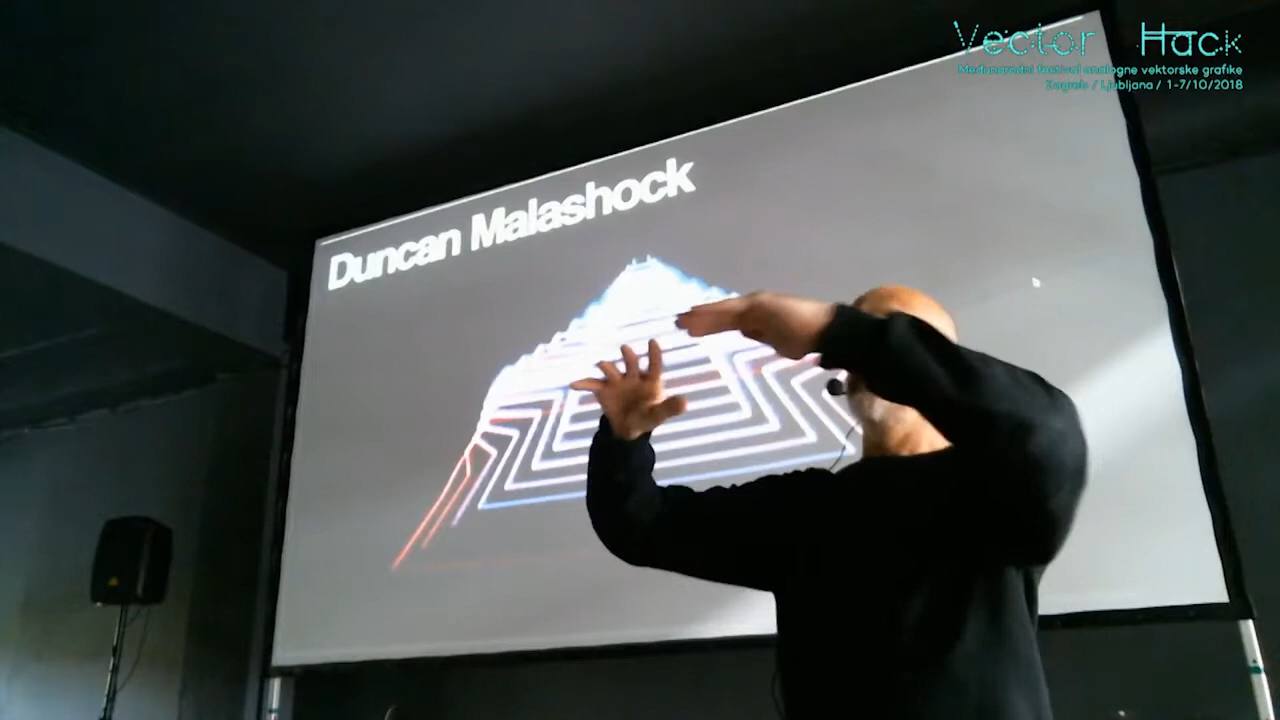 Vector Hack
Međunarodni festival analogne vektorske grafike
Zagreb / Ljubljana / 1-7/10/2018
Duncan Malashock